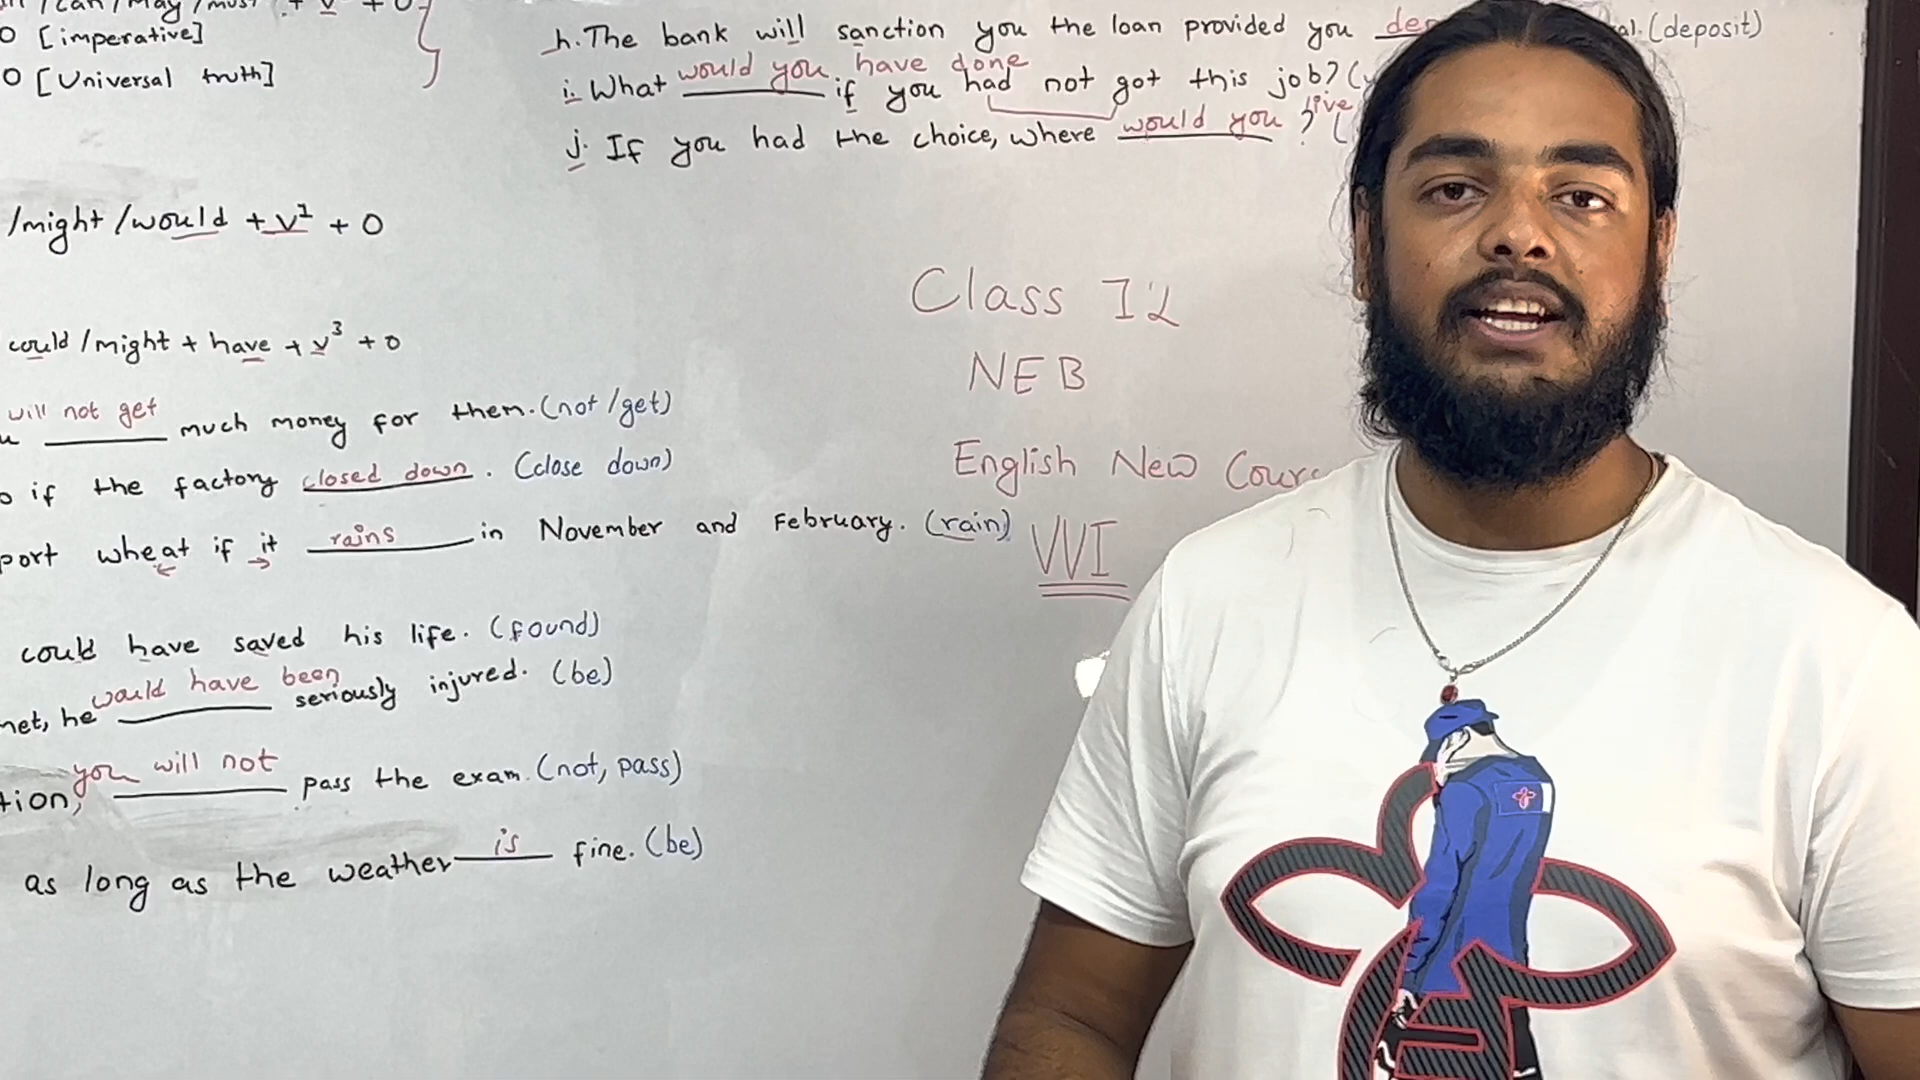 /can/may/must + v + O
O [imperative]
O [Universal truth]
/might /would + v¹ + O
could /might + have + v³ + O
will not get
much money for them. (not/get)
if the factory closed down. (close down)
port wheat if it rains in November and February. (rain)
could have saved his life. (found)
would have been
net, he seriously injured. (be)
you will not
tion, pass the exam. (not, pass)
as long as the weather is fine. (be)
h. The bank will sanction you the loan provided you de al. (deposit)
would you have done
i. What if you had not got this job? (
live
j. If you had the choice, where would you ? (
Class 12
NEB
English New Cours
VVI